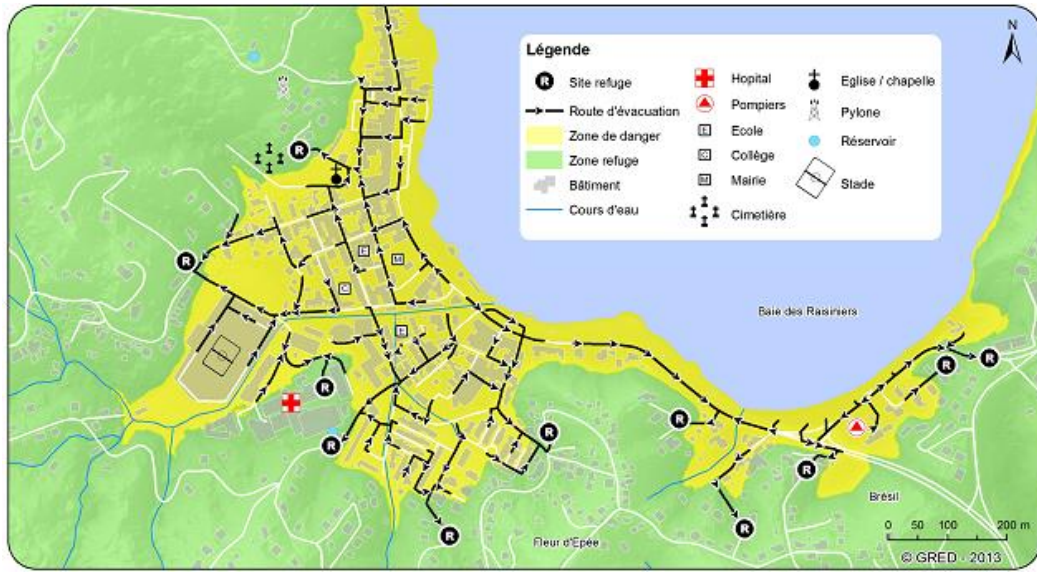 N
Légende
R Site refuge
Route d'évacuation
Zone de danger
Zone refuge
Bâtiment
Cours d'eau
Hopital
Pompiers
E Ecole
C Collège
M Mairie
Cimetière
Eglise / chapelle
Pylone
Réservoir
Stade
R
R
E
M
C
E
Baie des Raisiniers
R
R
R
R
R
R
R
R
R
Brésil
Fleur d'Epée
0 50 100 200 m
© GRED - 2013